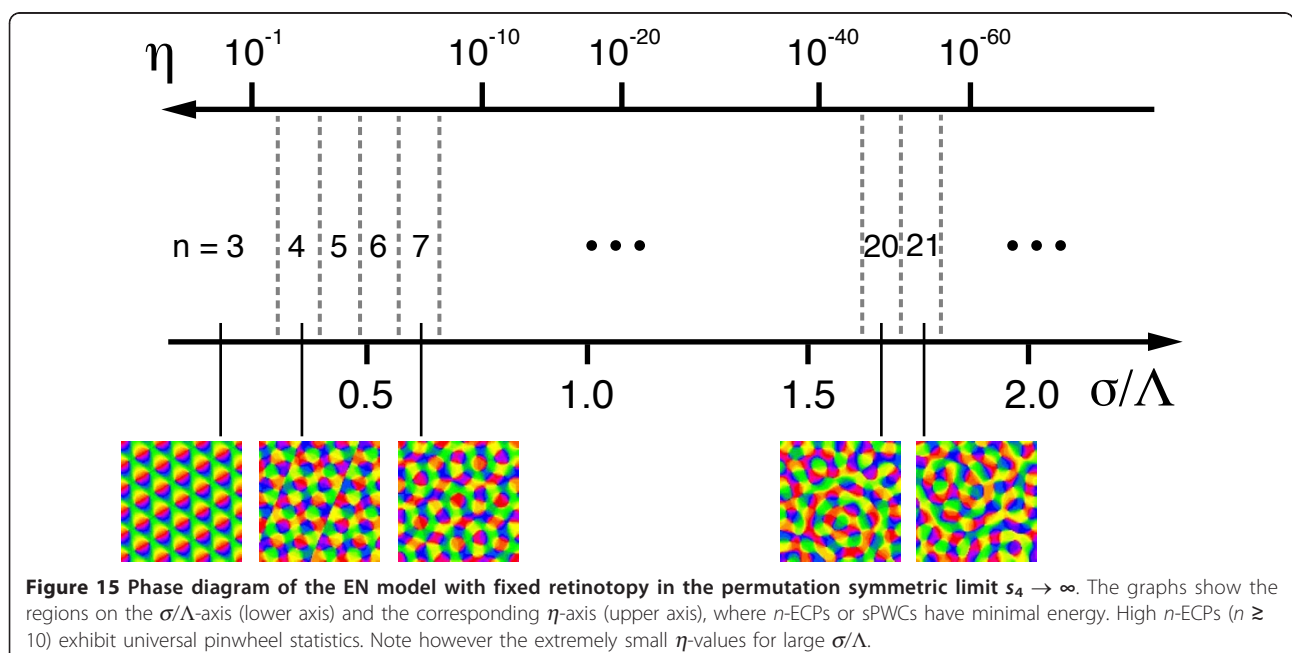 η 10⁻¹ 10⁻¹⁰ 10⁻²⁰ 10⁻⁴⁰ 10⁻⁶⁰
n = 3 4 5 6 7 ••• 20 21 •••
0.5 1.0 1.5 2.0 σ/Λ
Figure 15 Phase diagram of the EN model with fixed retinotopy in the permutation symmetric limit s₄ → ∞. The graphs show the
regions on the σ/Λ-axis (lower axis) and the corresponding η-axis (upper axis), where n-ECPs or sPWCs have minimal energy. High n-ECPs (n ≳
10) exhibit universal pinwheel statistics. Note however the extremely small η-values for large σ/Λ.